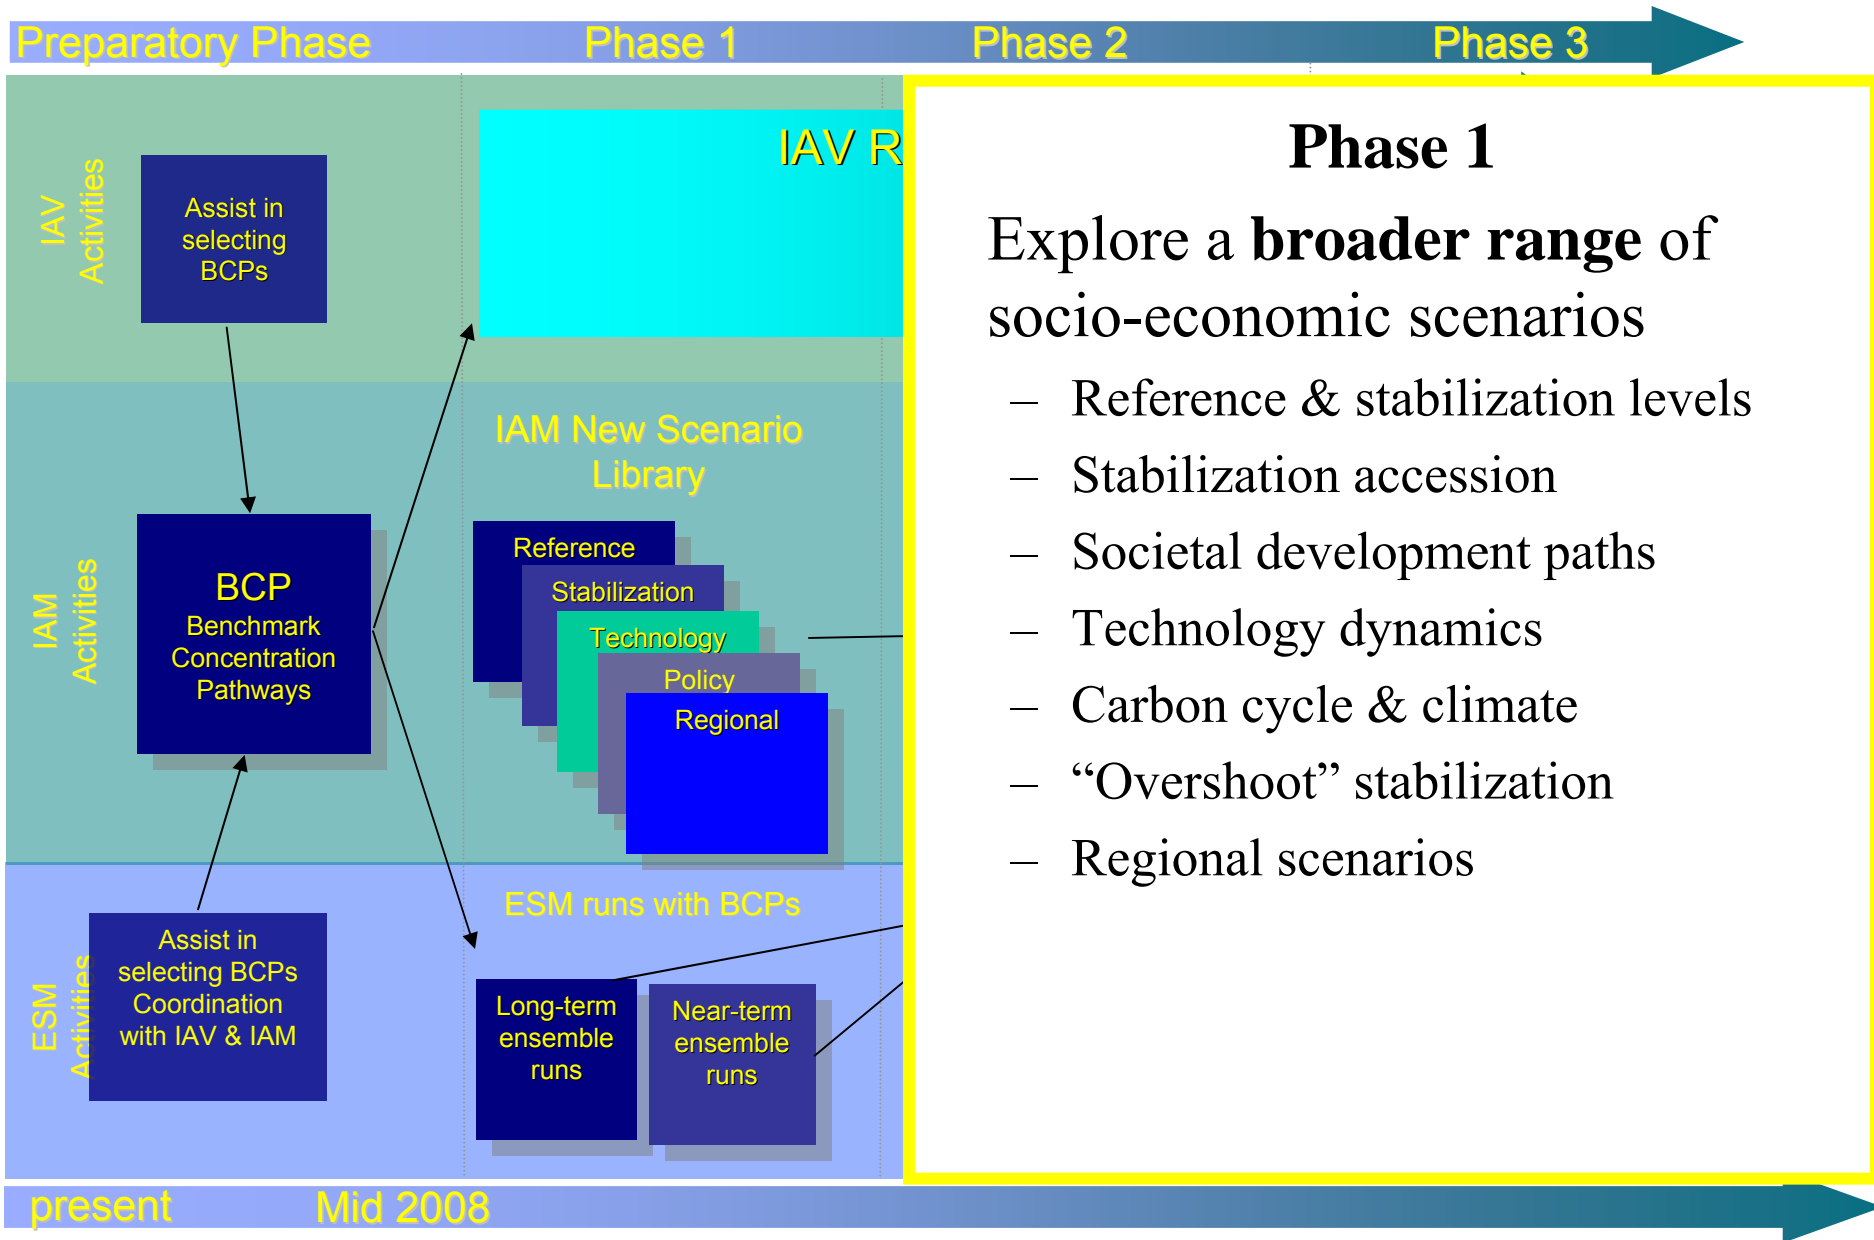 Preparatory Phase
Phase 1
Phase 2
Phase 3
IAV
Activities
Assist in
selecting
BCPs
IAV R
IAM
Activities
BCP
Benchmark
Concentration
Pathways
IAM New Scenario
Library
Reference
Stabilization
Technology
Policy
Regional
ESM
Activities
Assist in
selecting BCPs
Coordination
with IAV & IAM
ESM runs with BCPs
Long-term
ensemble
runs
Near-term
ensemble
runs
Phase 1
Explore a broader range of
socio-economic scenarios
– Reference & stabilization levels
– Stabilization accession
– Societal development paths
– Technology dynamics
– Carbon cycle & climate
– “Overshoot” stabilization
– Regional scenarios
present
Mid 2008